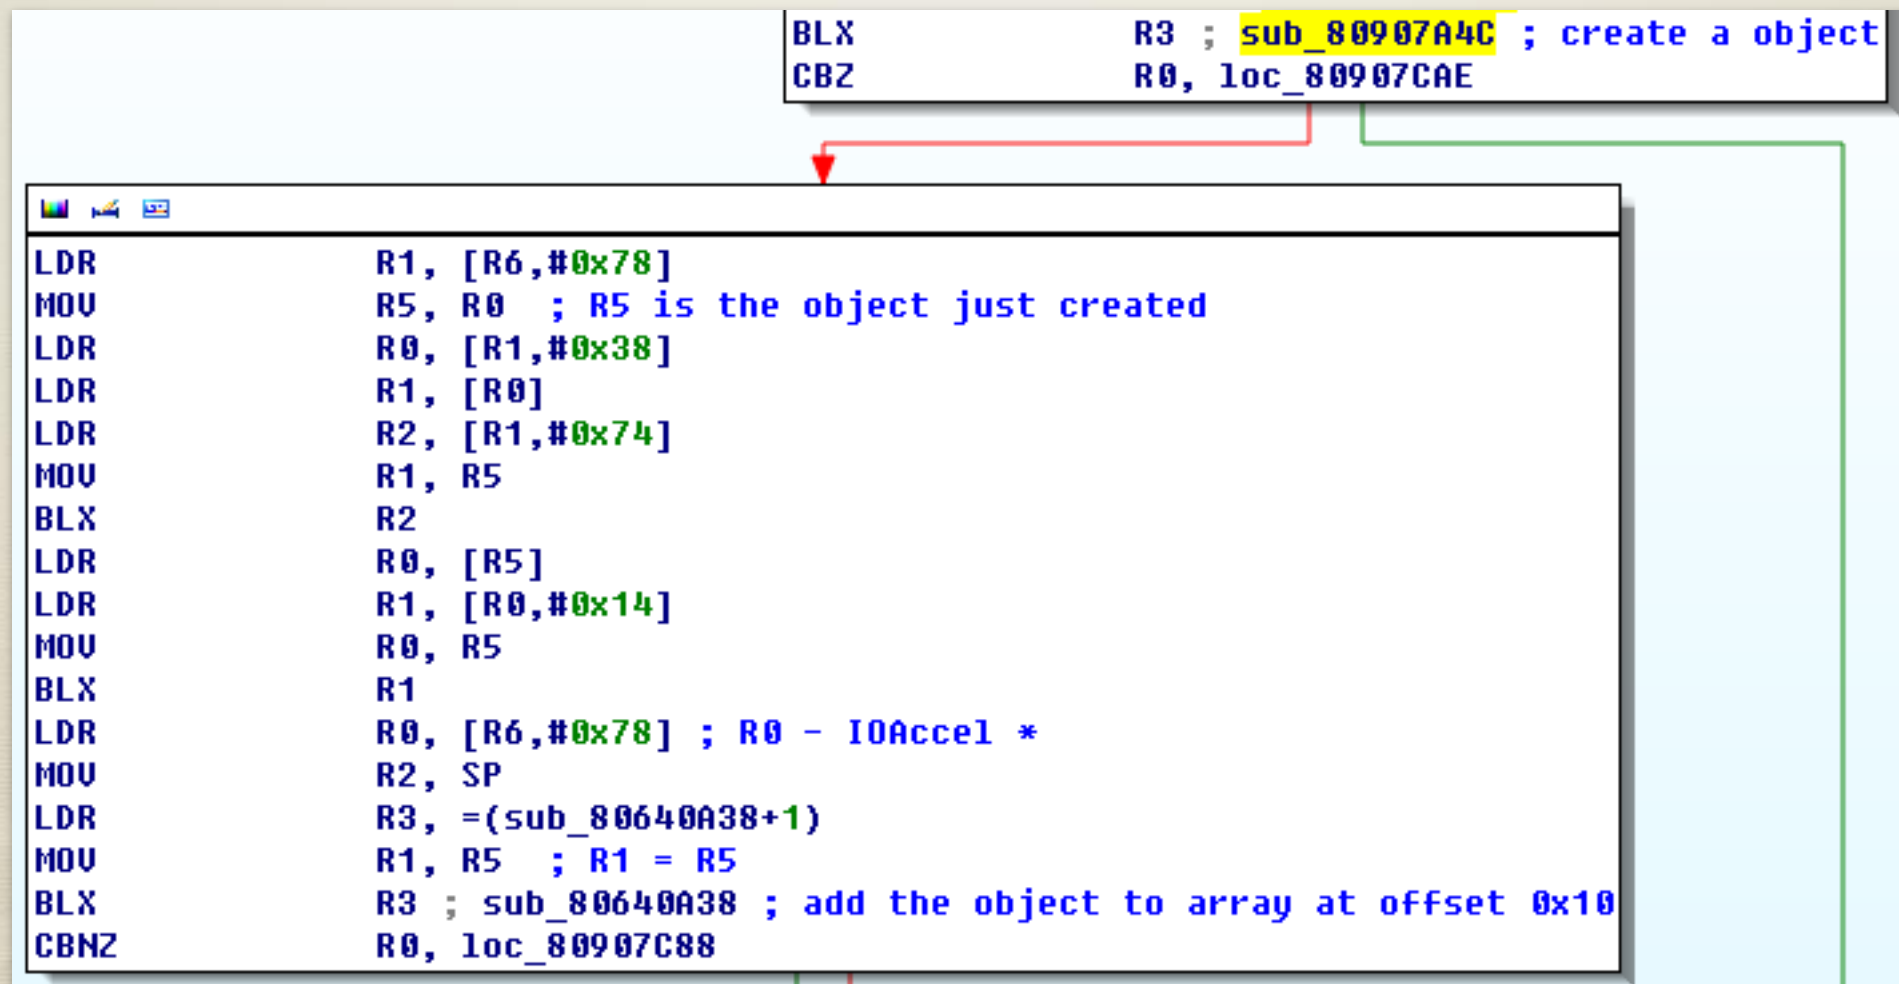 BLX R3 ; sub_80907A4C ; create a object
CBZ R0, loc_80907CAE
LDR R1, [R6,#0x78]
MOV R5, R0 ; R5 is the object just created
LDR R0, [R1,#0x38]
LDR R1, [R0]
LDR R2, [R1,#0x74]
MOV R1, R5
BLX R2
LDR R0, [R5]
LDR R1, [R0,#0x14]
MOV R0, R5
BLX R1
LDR R0, [R6,#0x78] ; R0 - IOAccel *
MOV R2, SP
LDR R3, =(sub_80640A38+1)
MOV R1, R5 ; R1 = R5
BLX R3 ; sub_80640A38 ; add the object to array at offset 0x10
CBNZ R0, loc_80907C88